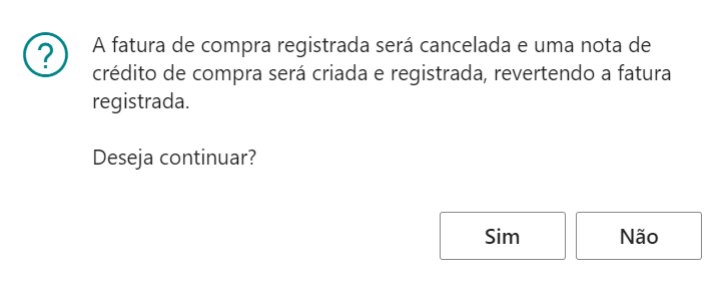 A fatura de compra registrada será cancelada e uma nota de
crédito de compra será criada e registrada, revertendo a fatura
registrada.
Deseja continuar?
Sim
Não